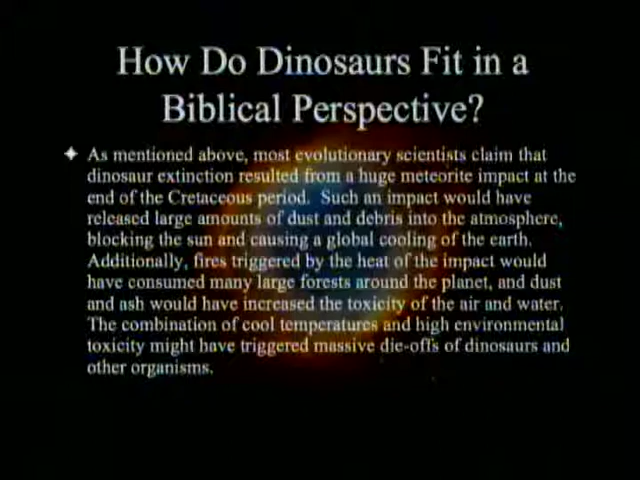 How Do Dinosaurs Fit in a
Biblical Perspective?
As mentioned above, most evolutionary scientists claim that
dinosaur extinction resulted from a huge meteorite impact at the
end of the Cretaceous period.  Such an impact would have
released large amounts of dust and debris into the atmosphere,
blocking the sun and causing a global cooling of the earth.
Additionally, fires triggered by the heat of the impact would
have consumed many large forests around the planet, and dust
and ash would have increased the toxicity of the air and water.
The combination of cool temperatures and high environmental
toxicity might have triggered massive die-offs of dinosaurs and
other organisms.